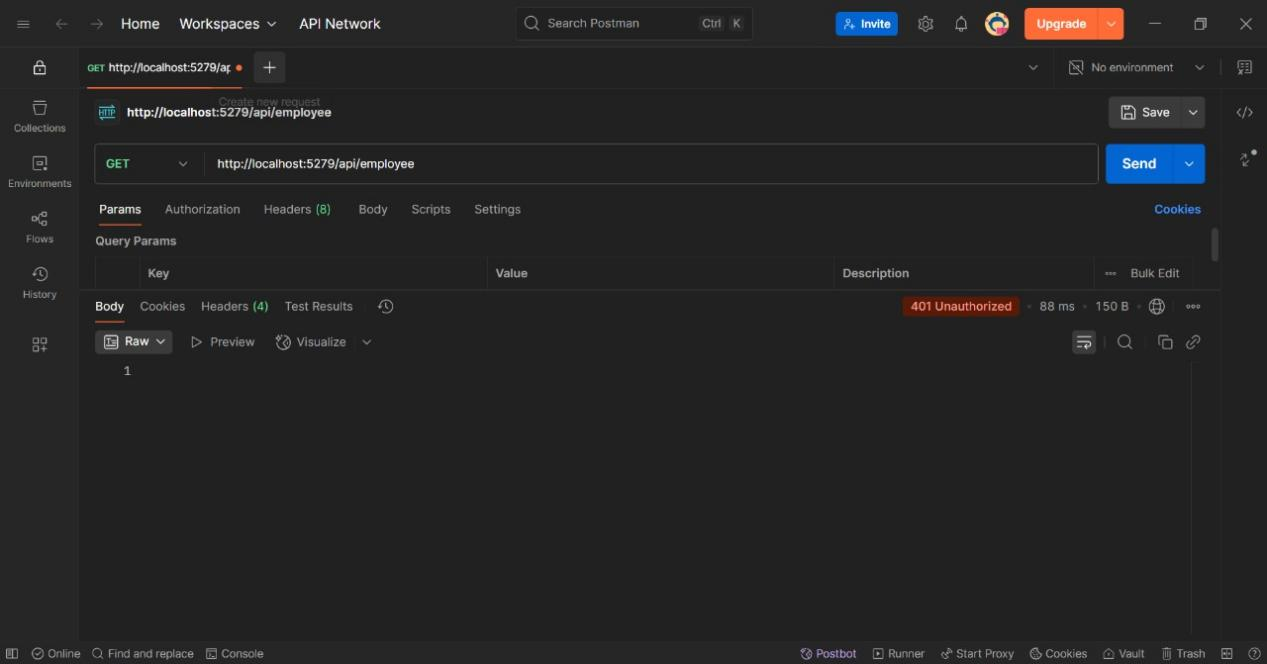 Home Workspaces API Network Search Postman Ctrl K Invite Upgrade
GET http://localhost:5279/ap No environment
Create new request
HTTP http://localhost:5279/api/employee Save
Collections
GET http://localhost:5279/api/employee Send
Environments
Params Authorization Headers (8) Body Scripts Settings Cookies
Flows
Query Params
Key Value Description Bulk Edit
History
Body Cookies Headers (4) Test Results 401 Unauthorized 88 ms 150 B
Raw Preview Visualize
1
Online Find and replace Console Postbot Runner Start Proxy Cookies Vault Trash